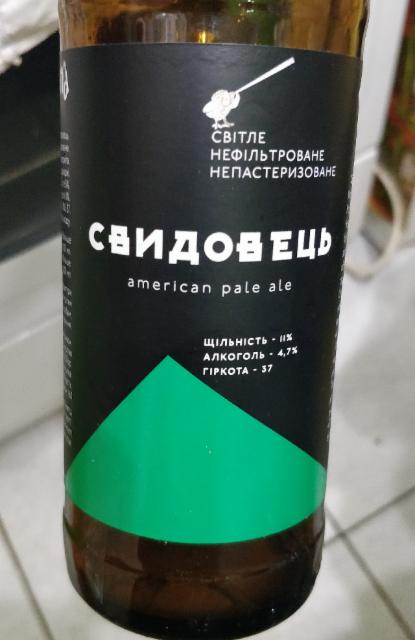 СВІТЛЕ
НЕФІЛЬТРОВАНЕ
НЕПАСТЕРИЗОВАНЕ
СВИДОВЕЦЬ
american pale ale
ЩІЛЬНІСТЬ - 11%
АЛКОГОЛЬ - 4,7%
ГІРКОТА - 37